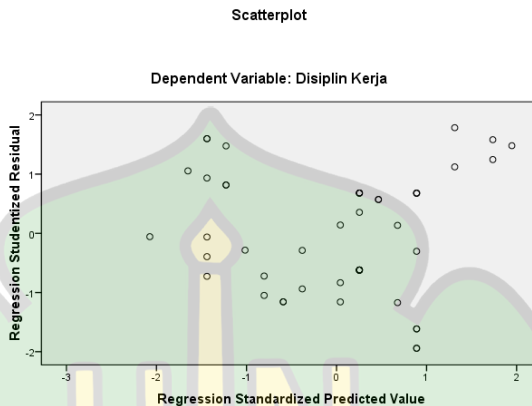 Scatterplot
Dependent Variable: Disiplin Kerja
Regression Studentized Residual
2
1
0
-1
-2
-3
-2
-1
0
1
2
Regression Standardized Predicted Value